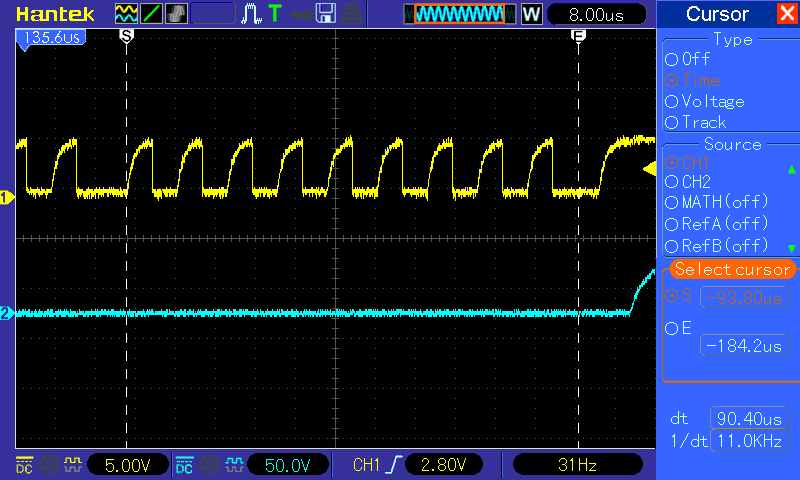 Hantek T W 8.00us Cursor
135.6us S E Type
Off
Time
Voltage
Track
Source
CH1
CH2
1 MATH(off)
RefA(off)
RefB(off)
Select cursor
S -93.80us
2 E
-184.2us
dt 90.40us
1/dt 11.0KHz
DC 20 5.00V DC 20 50.0V CH1 2.80V 31Hz